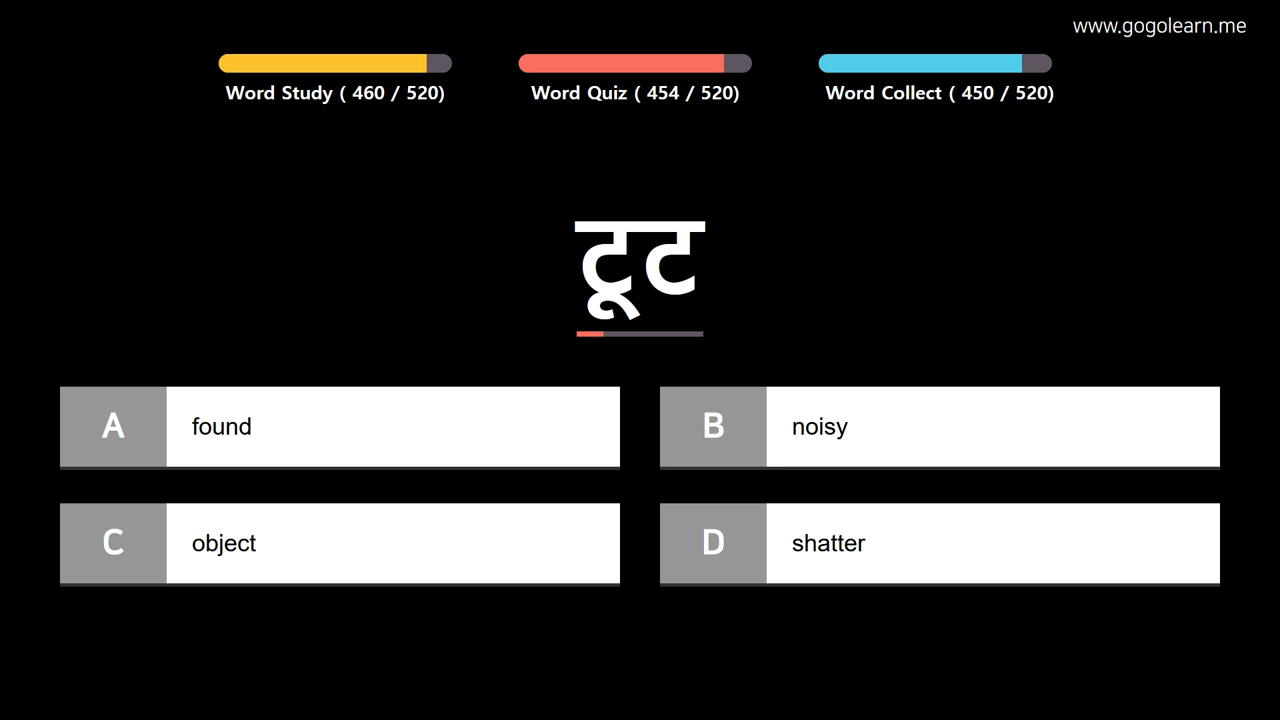 www.gogolearn.me
Word Study ( 460 / 520)
Word Quiz ( 454 / 520)
Word Collect ( 450 / 520)
टूट
A found
B noisy
C object
D shatter